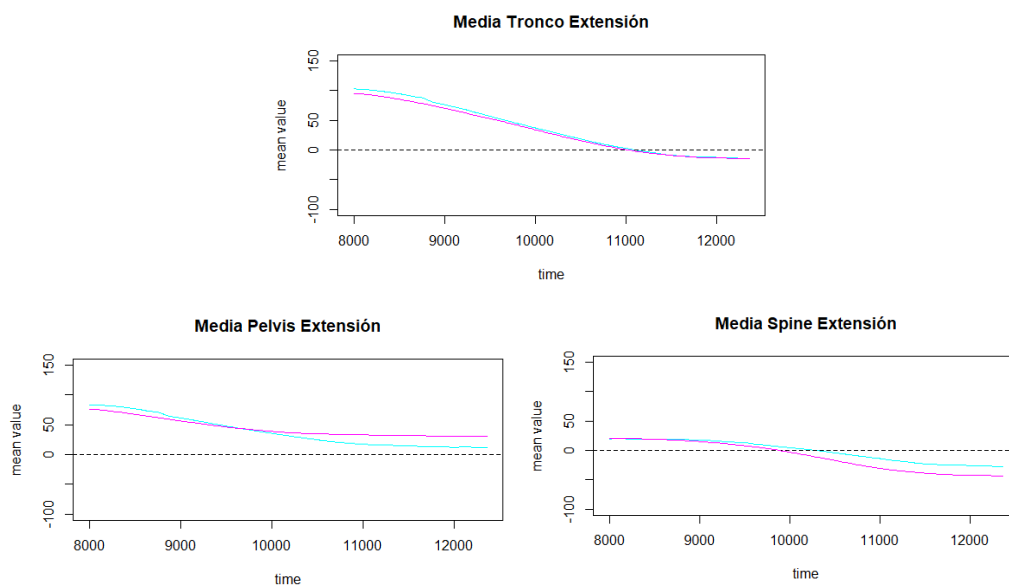 Media Tronco Extensión
mean value
150
50
0
-100
8000 9000 10000 11000 12000
time
Media Pelvis Extensión
mean value
150
50
0
-100
8000 9000 10000 11000 12000
time
Media Spine Extensión
mean value
150
50
0
-100
8000 9000 10000 11000 12000
time